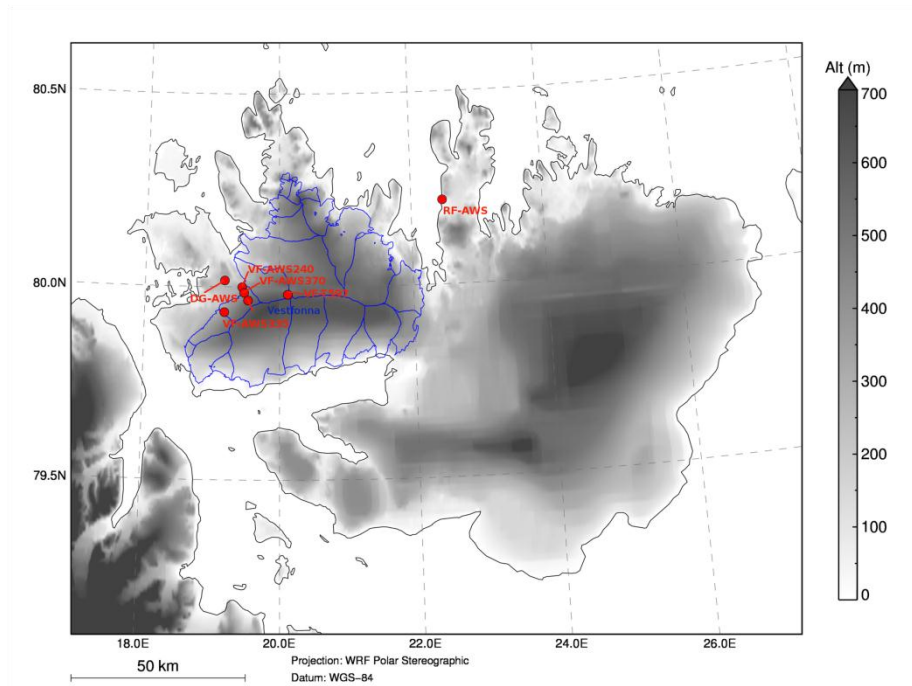 Alt (m)
700
600
500
400
300
200
100
0
80.5N
80.0N
79.5N
RF-AWS
VF-AWS240
VF-AWS370
DG-AWS
Vestfonna
18.0E
20.0E
22.0E
24.0E
26.0E
50 km
Projection: WRF Polar Stereographic
Datum: WGS-84